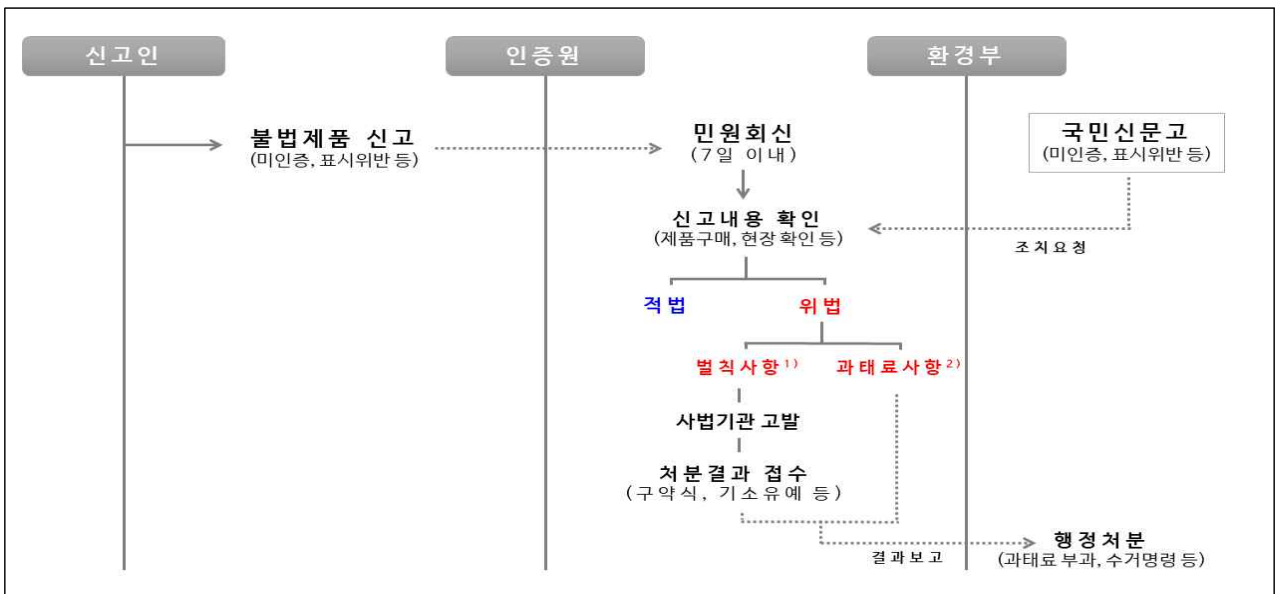 신고인
인증원
환경부
불법제품 신고
(미인증, 표시위반 등)
민원회신
(7일 이내)
국민신문고
(미인증, 표시위반 등)
신고내용 확인
(제품구매, 현장확인 등)
조치요청
적법
위법
벌칙사항1)
과태료사항2)
사법기관 고발
처분결과 접수
(구약식, 기소유예 등)
결과보고
행정처분
(과태료 부과, 수거명령 등)